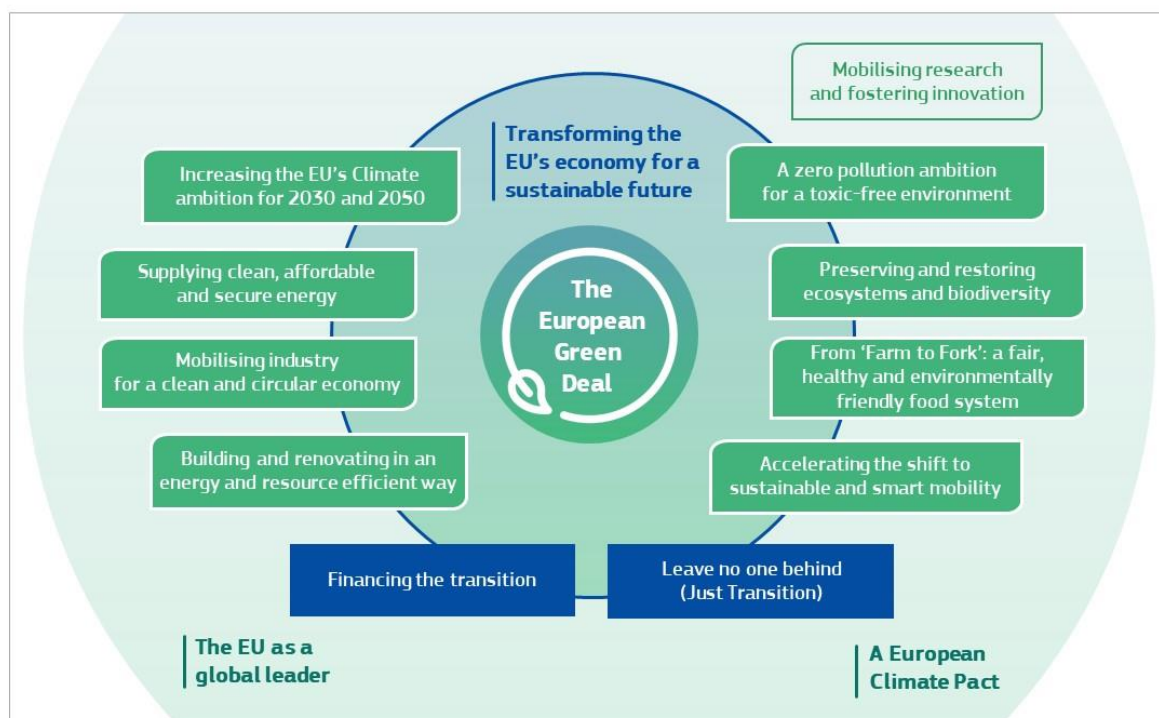 Mobilising research
and fostering innovation
Transforming the
EU's economy for a
sustainable future
Increasing the EU's Climate
ambition for 2030 and 2050
A zero pollution ambition
for a toxic-free environment
Supplying clean, affordable
and secure energy
Preserving and restoring
ecosystems and biodiversity
The
European
Green
Deal
Mobilising industry
for a clean and circular economy
From ‘Farm to Fork’: a fair,
healthy and environmentally
friendly food system
Building and renovating in an
energy and resource efficient way
Accelerating the shift to
sustainable and smart mobility
Financing the transition
Leave no one behind
(Just Transition)
The EU as a
global leader
A European
Climate Pact